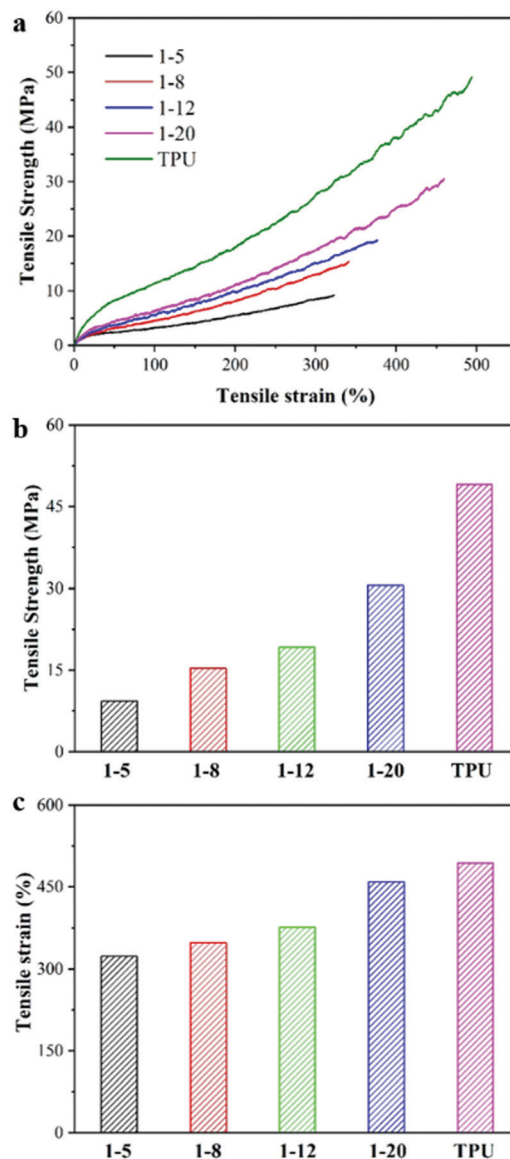 a
60
50
40
30
20
10
0
Tensile Strength (MPa)
1-5
1-8
1-12
1-20
TPU
0 100 200 300 400 500
Tensile strain (%)
b
60
45
30
15
0
Tensile Strength (MPa)
1-5 1-8 1-12 1-20 TPU
c
600
450
300
150
0
Tensile strain (%)
1-5 1-8 1-12 1-20 TPU